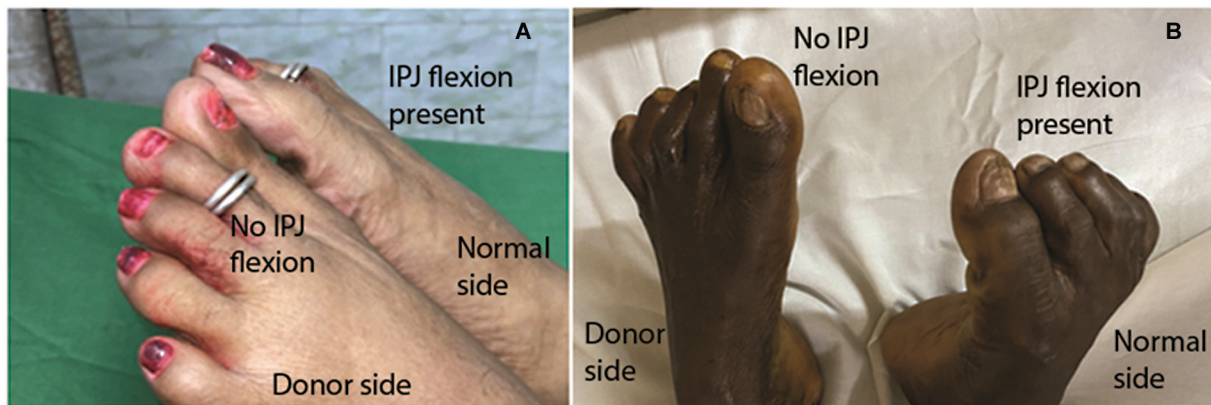 A
IPJ flexion
present
No IPJ
flexion
Normal
side
Donor side
B
No IPJ
flexion
IPJ flexion
present
Donor
side
Normal
side